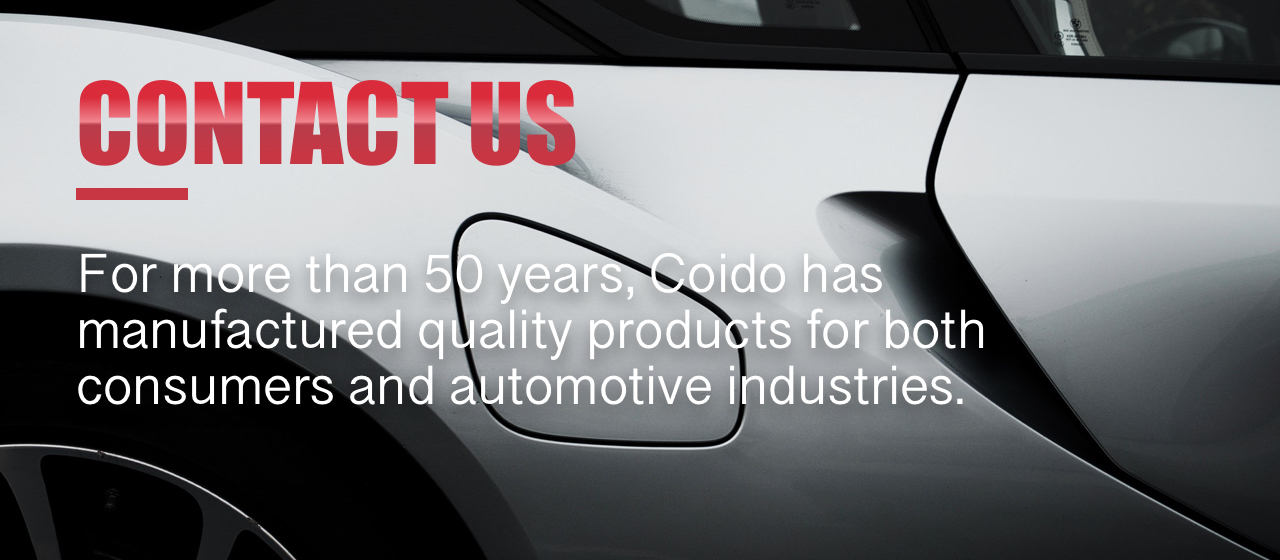 CONTACT US
For more than 50 years, Coido has
manufactured quality products for both
consumers and automotive industries.